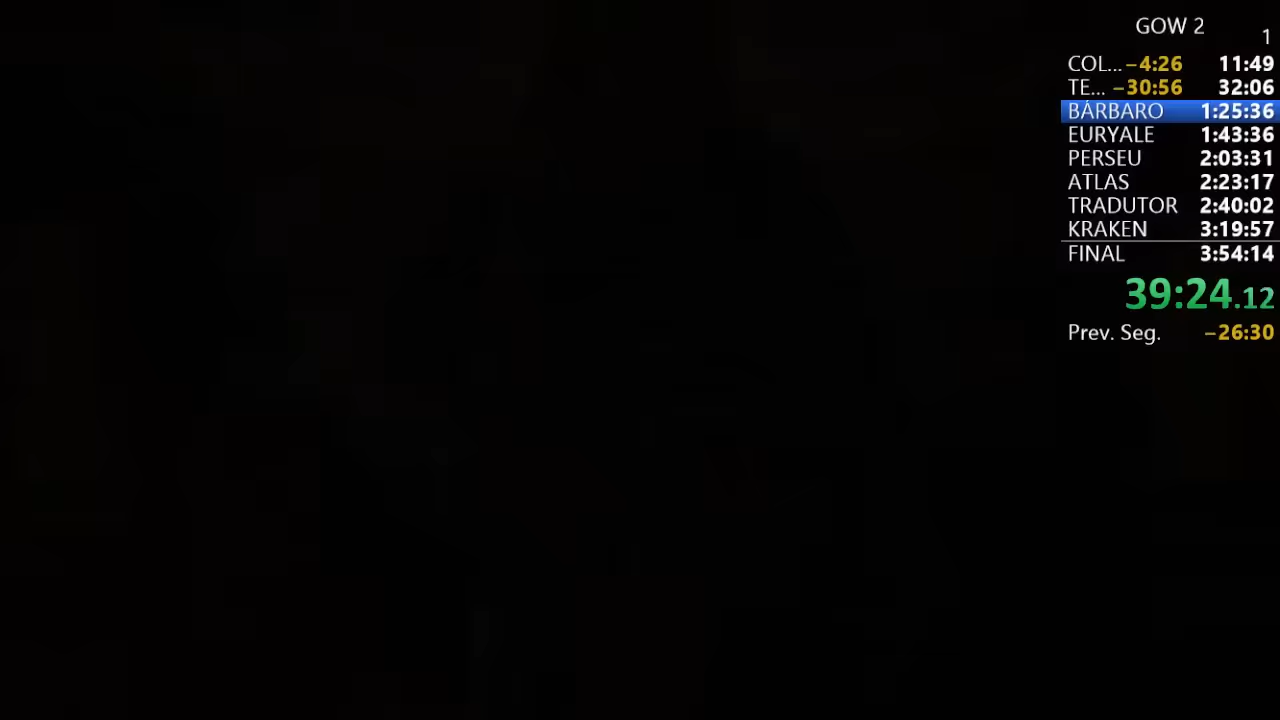 GOW 2
1
COL... −4:26 11:49
TE... −30:56 32:06
BÁRBARO 1:25:36
EURYALE 1:43:36
PERSEU 2:03:31
ATLAS 2:23:17
TRADUTOR 2:40:02
KRAKEN 3:19:57
FINAL 3:54:14
39:24.12
Prev. Seg. −26:30